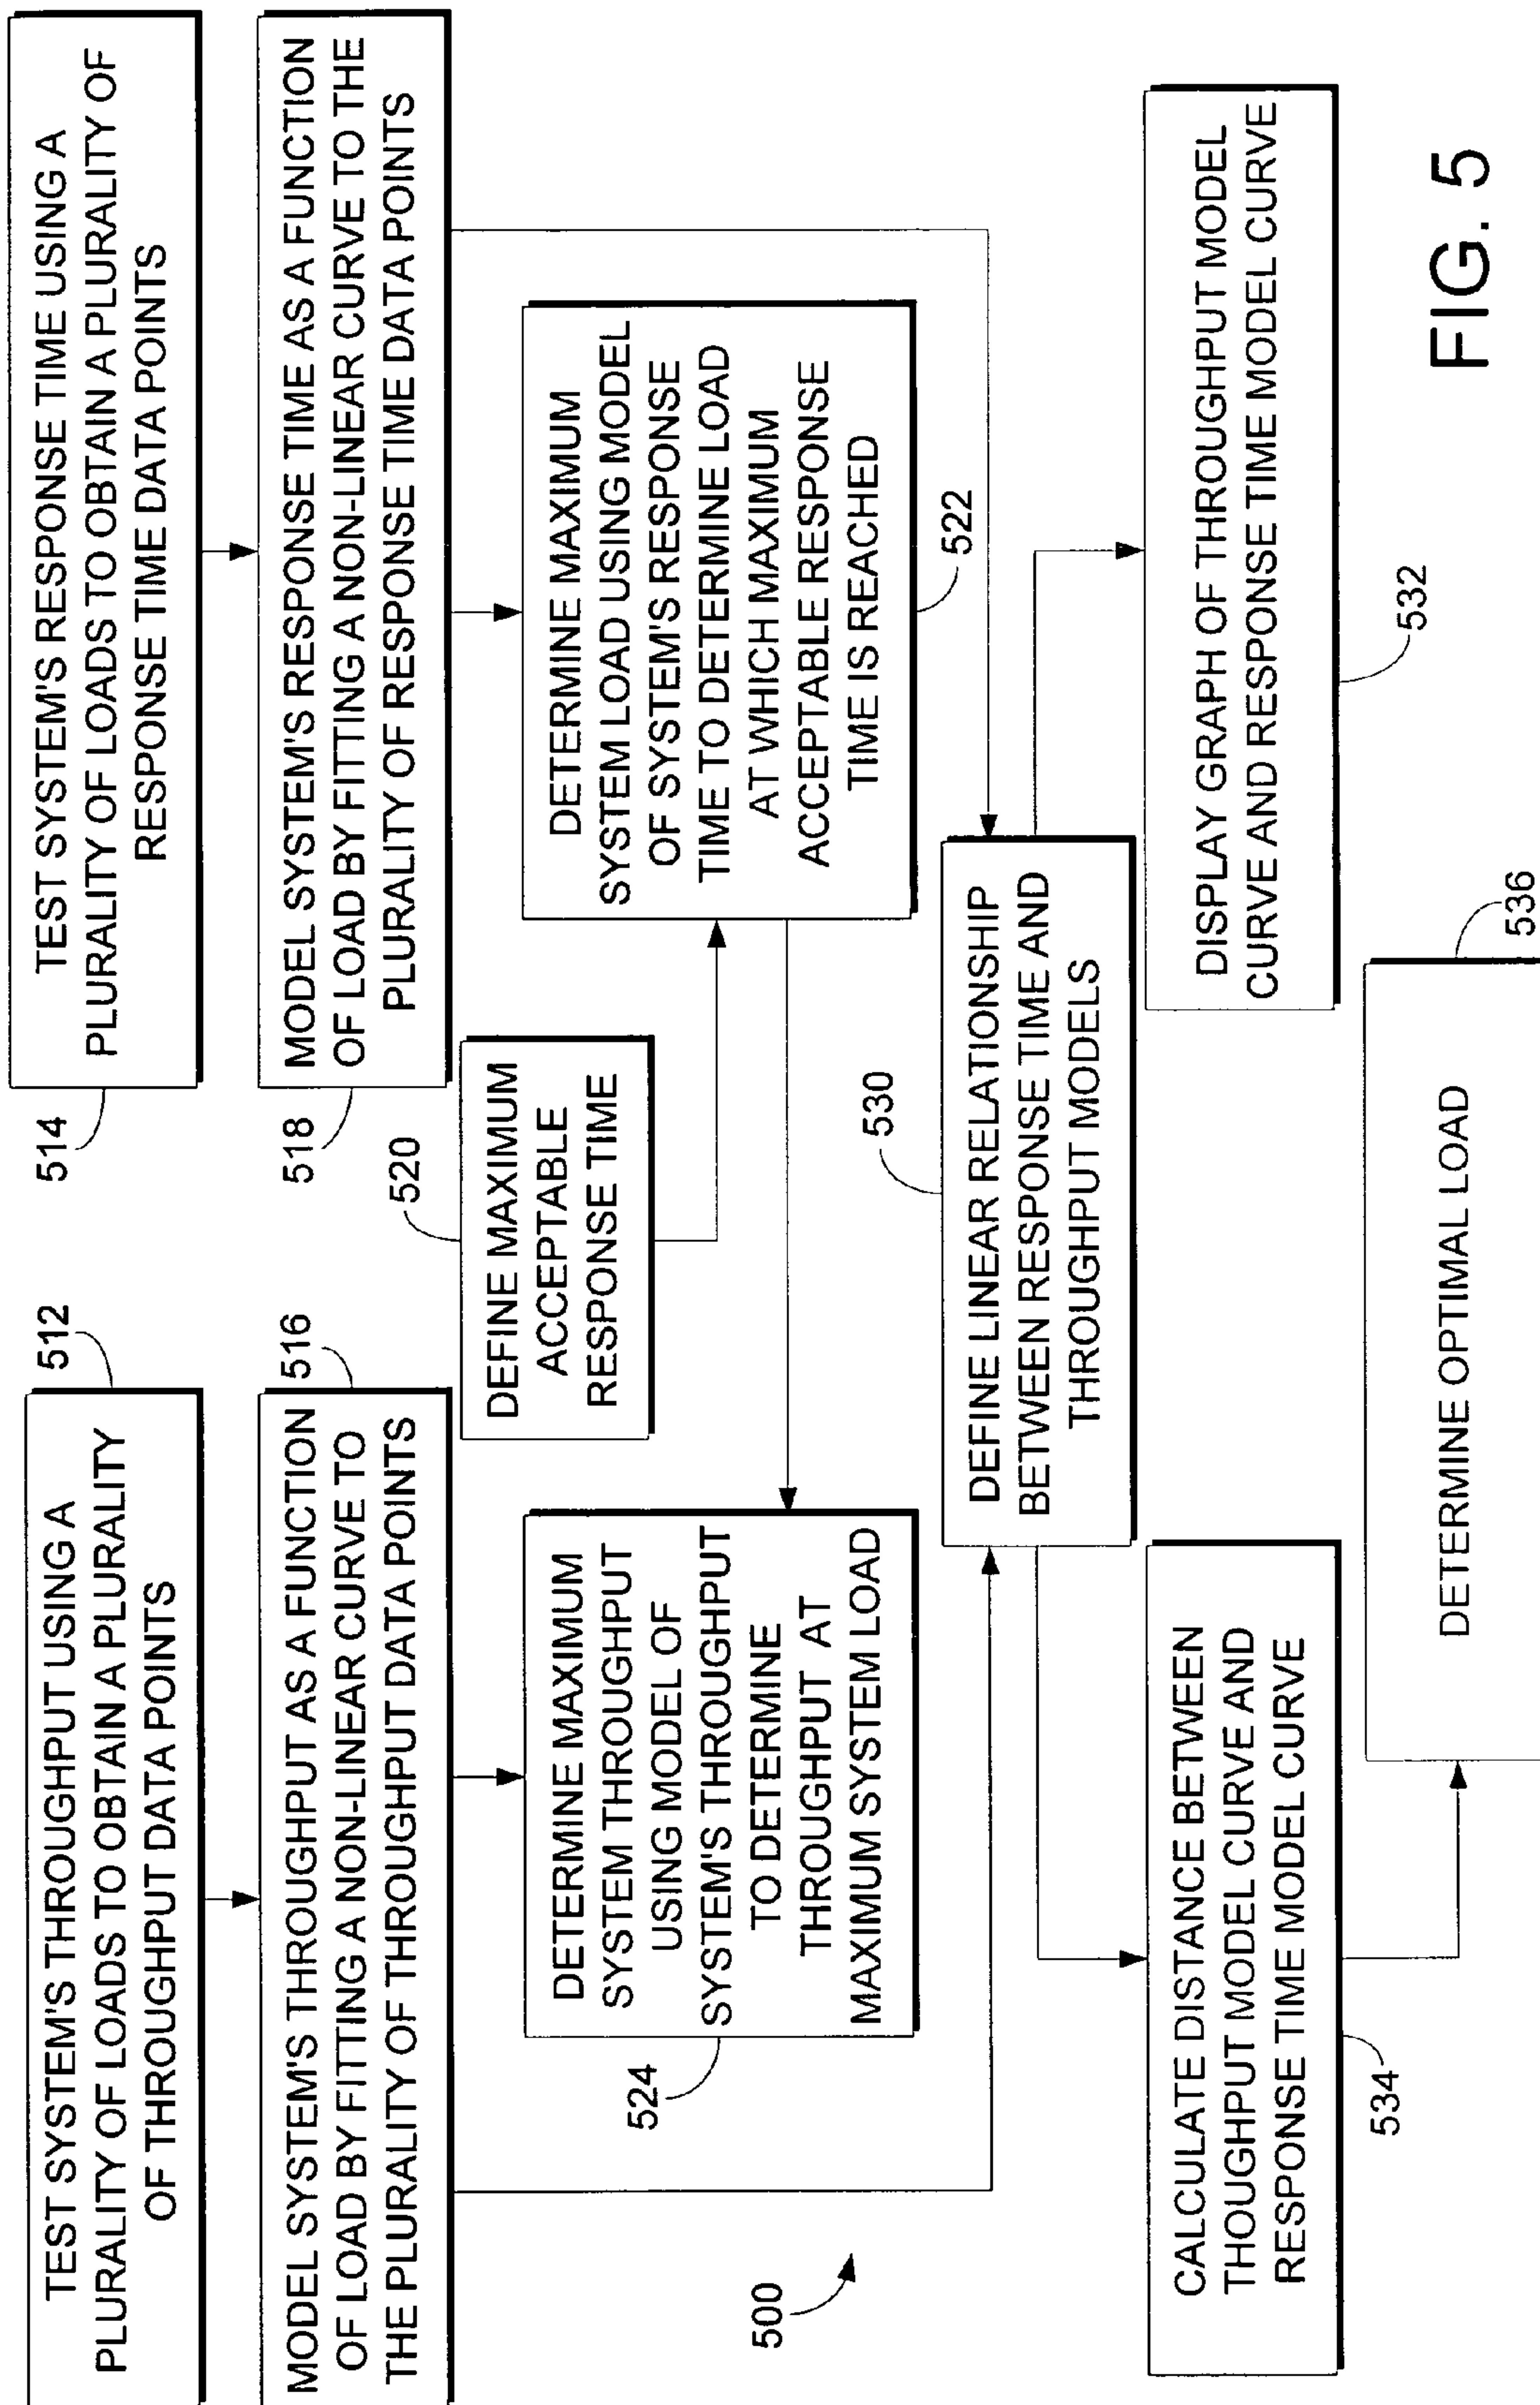 512
TEST SYSTEM'S THROUGHPUT USING A
PLURALITY OF LOADS TO OBTAIN A PLURALITY
OF THROUGHPUT DATA POINTS
514
TEST SYSTEM'S RESPONSE TIME USING A
PLURALITY OF LOADS TO OBTAIN A PLURALITY OF
RESPONSE TIME DATA POINTS
516
MODEL SYSTEM'S THROUGHPUT AS A FUNCTION
OF LOAD BY FITTING A NON-LINEAR CURVE TO
THE PLURALITY OF THROUGHPUT DATA POINTS
518
MODEL SYSTEM'S RESPONSE TIME AS A FUNCTION
OF LOAD BY FITTING A NON-LINEAR CURVE TO THE
PLURALITY OF RESPONSE TIME DATA POINTS
520
DEFINE MAXIMUM
ACCEPTABLE
RESPONSE TIME
DETERMINE MAXIMUM
SYSTEM THROUGHPUT
USING MODEL OF
SYSTEM'S THROUGHPUT
TO DETERMINE
THROUGHPUT AT
MAXIMUM SYSTEM LOAD
524
DETERMINE MAXIMUM
SYSTEM LOAD USING MODEL
OF SYSTEM'S RESPONSE
TIME TO DETERMINE LOAD
AT WHICH MAXIMUM
ACCEPTABLE RESPONSE
TIME IS REACHED
522
500
530
DEFINE LINEAR RELATIONSHIP
BETWEEN RESPONSE TIME AND
THROUGHPUT MODELS
CALCULATE DISTANCE BETWEEN
THOUGHPUT MODEL CURVE AND
RESPONSE TIME MODEL CURVE
534
DISPLAY GRAPH OF THROUGHPUT MODEL
CURVE AND RESPONSE TIME MODEL CURVE
532
DETERMINE OPTIMAL LOAD
536
FIG. 5